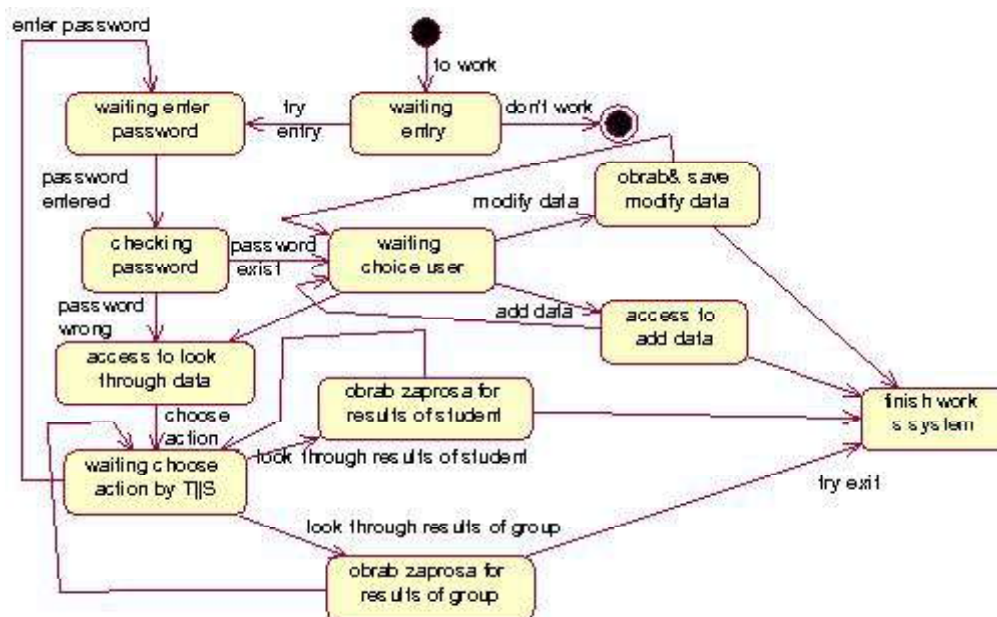 enter password
to work
waiting enter
password
try
entry
waiting
entry
don't work
password
entered
obrab& save
modify data
modify data
checking
password
password
exist
waiting
choice user
password
wrong
add data
access to
add data
access to look
through data
obrab zaprosa for
results of student
finish work
s system
choose
action
waiting choose
action by T||S
look through results of student
try exit
look through results of group
obrab zaprosa for
results of group